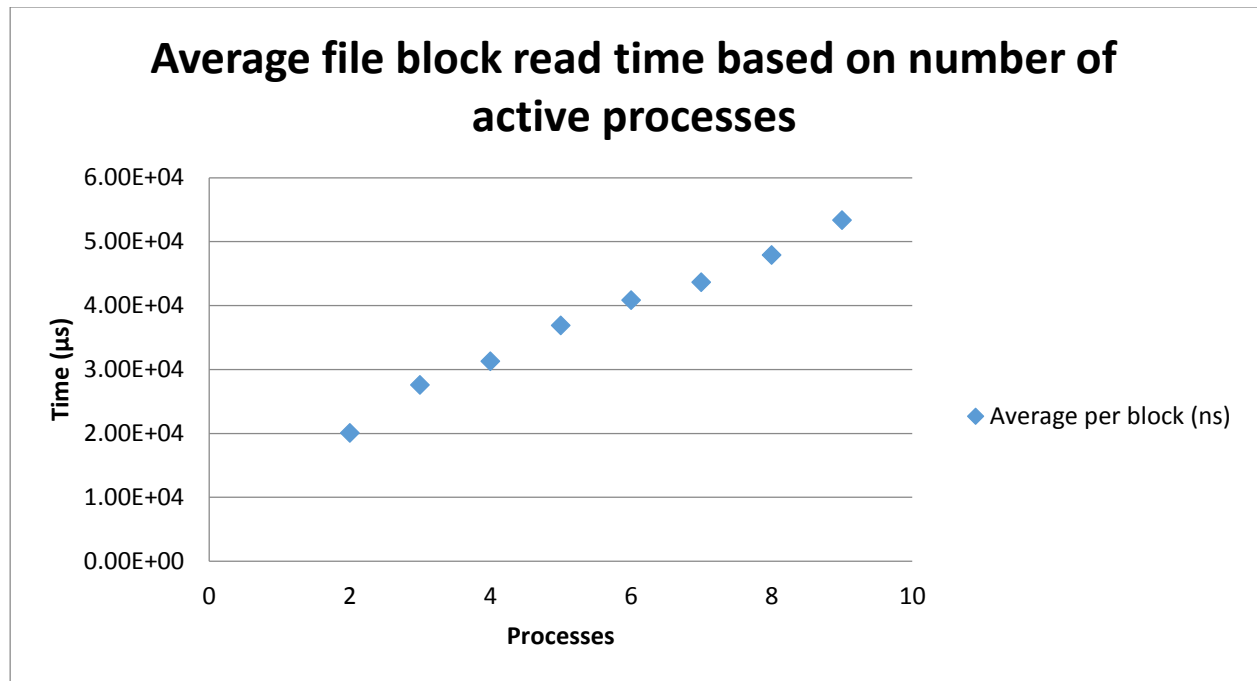 Average file block read time based on number of
active processes
6.00E+04
5.00E+04
4.00E+04
3.00E+04
2.00E+04
1.00E+04
0.00E+00
Time (µs)
0 2 4 6 8 10
Processes
Average per block (ns)